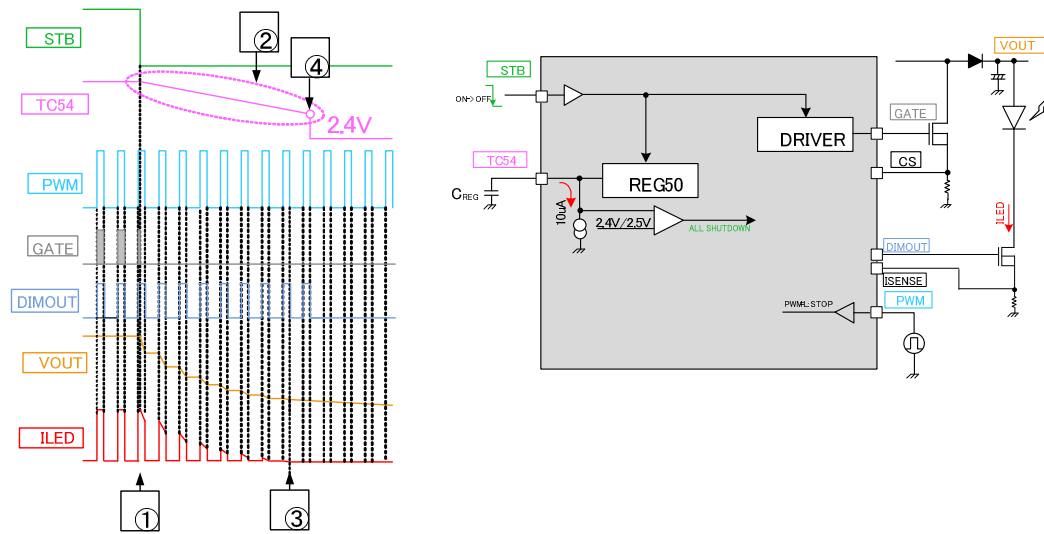 STB
②
④
TC54
2.4V
PWM
GATE
DIMOUT
VOUT
ILED
①
③
STB
ON->OFF
TC54
CREG
10uA
REG50
2.4V/2.5V
ALL SHUTDOWN
DRIVER
PWM=L:STOP
VOUT
GATE
CS
ILED
DIMOUT
ISENSE
PWM